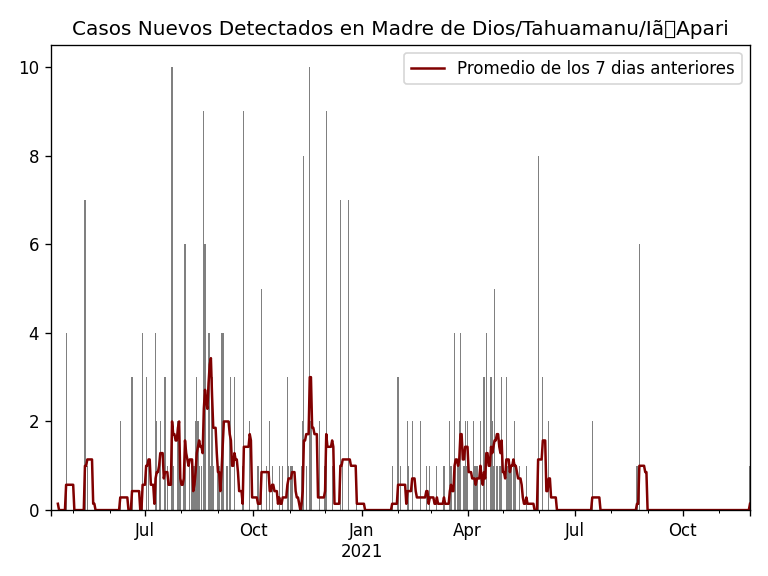 Casos Nuevos Detectados en Madre de Dios/Tahuamanu/Iã▯Apari
Promedio de los 7 dias anteriores
10
8
6
4
2
0
Jul Oct Jan Apr Jul Oct
2021